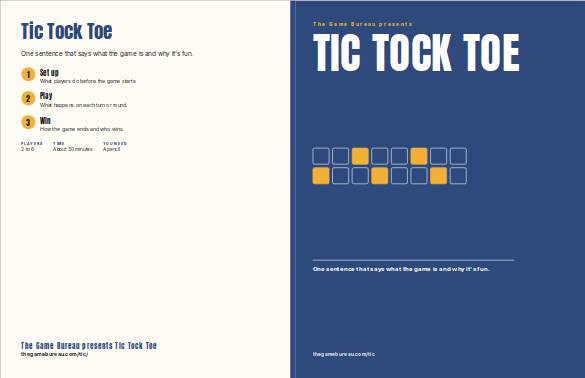 Tic Tock Toe
One sentence that says what the game is and why it's fun.
1
Set up
What players do before the game starts.
2
Play
What happens on each turn or round.
3
Win
How the game ends and who wins.
PLAYERS TIME YOU NEED
2 to 6 About 30 minutes A pencil
The Game Bureau presents Tic Tock Toe
thegamebureau.com/tic/
The Game Bureau presents
TIC TOCK TOE
One sentence that says what the game is and why it's fun.
thegamebureau.com/tic